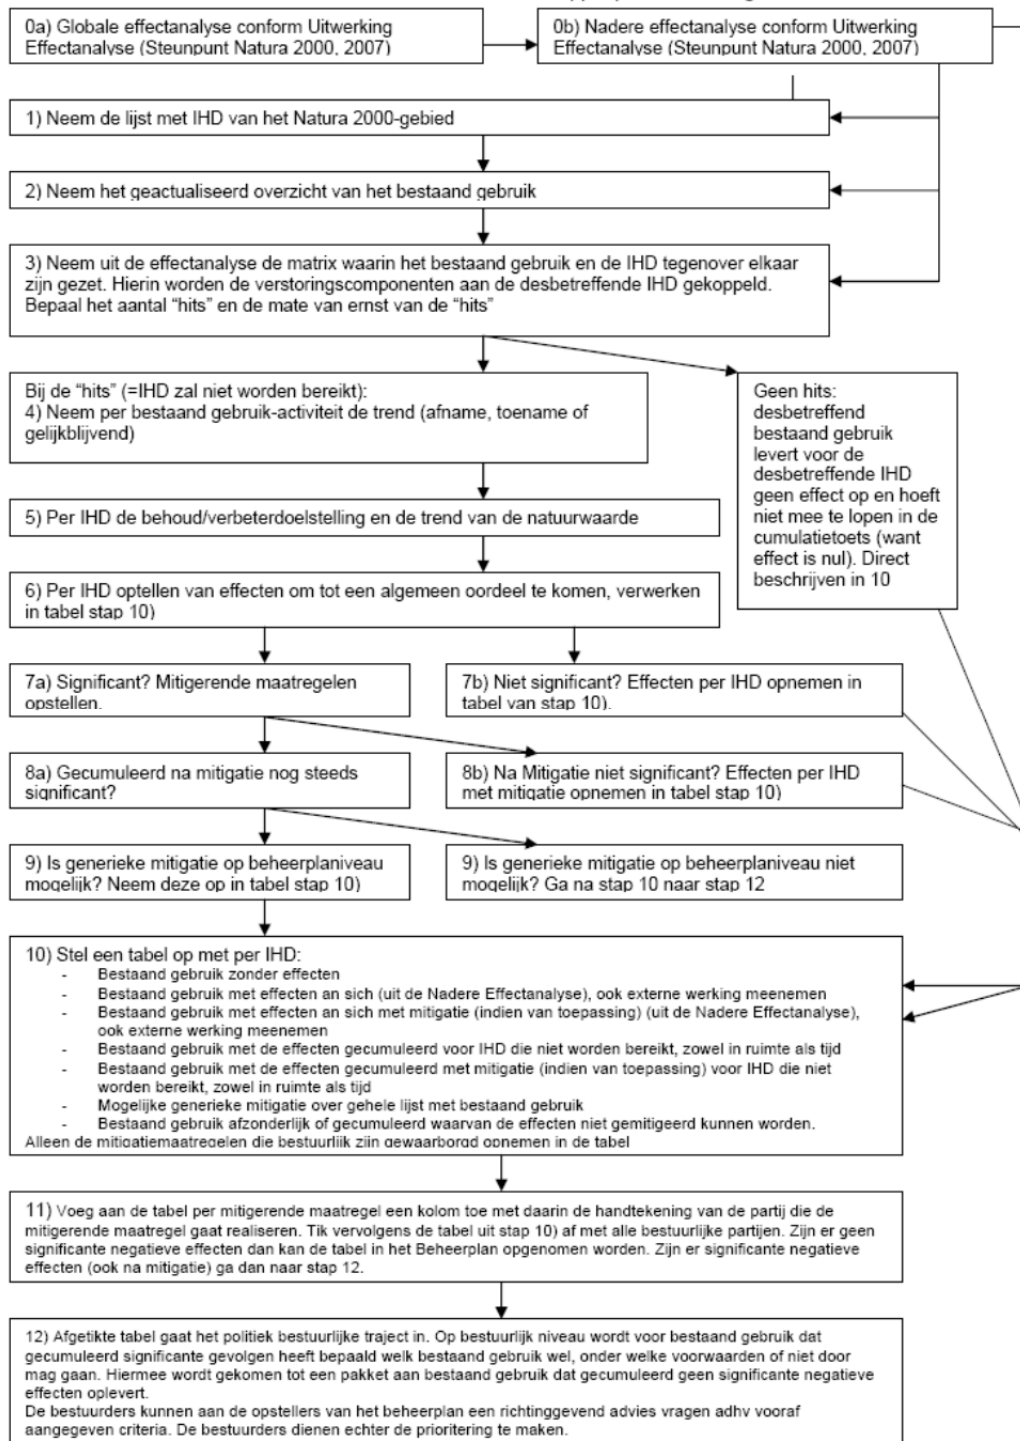 0a) Globale effectanalyse conform Uitwerking
Effectanalyse (Steunpunt Natura 2000, 2007)
0b) Nadere effectanalyse conform Uitwerking
Effectanalyse (Steunpunt Natura 2000, 2007)
1) Neem de lijst met IHD van het Natura 2000-gebied
2) Neem het geactualiseerd overzicht van het bestaand gebruik
3) Neem uit de effectanalyse de matrix waarin het bestaand gebruik en de IHD tegenover elkaar
zijn gezet. Hierin worden de verstoringscomponenten aan de desbetreffende IHD gekoppeld.
Bepaal het aantal “hits” en de mate van ernst van de “hits”
Bij de “hits” (=IHD zal niet worden bereikt):
4) Neem per bestaand gebruik-activiteit de trend (afname, toename of
gelijkblijvend)
Geen hits:
desbetreffend
bestaand gebruik
levert voor de
desbetreffende IHD
geen effect op en hoeft
niet mee te lopen in de
cumulatietoets (want
effect is nul). Direct
beschrijven in 10
5) Per IHD de behoud/verbeterdoelstelling en de trend van de natuurwaarde
6) Per IHD optellen van effecten om tot een algemeen oordeel te komen, verwerken
in tabel stap 10)
7a) Significant? Mitigerende maatregelen
opstellen.
7b) Niet significant? Effecten per IHD opnemen in
tabel van stap 10).
8a) Gecumuleerd na mitigatie nog steeds
significant?
8b) Na Mitigatie niet significant? Effecten per IHD
met mitigatie opnemen in tabel stap 10)
9) Is generieke mitigatie op beheerplaniveau
mogelijk? Neem deze op in tabel stap 10)
9) Is generieke mitigatie op beheerplaniveau niet
mogelijk? Ga na stap 10 naar stap 12
10) Stel een tabel op met per IHD:
- Bestaand gebruik zonder effecten
- Bestaand gebruik met effecten an sich (uit de Nadere Effectanalyse), ook externe werking meenemen
- Bestaand gebruik met effecten an sich met mitigatie (indien van toepassing) (uit de Nadere Effectanalyse),
ook externe werking meenemen
- Bestaand gebruik met de effecten gecumuleerd voor IHD die niet worden bereikt, zowel in ruimte als tijd
- Bestaand gebruik met de effecten gecumuleerd met mitigatie (indien van toepassing) voor IHD die niet
worden bereikt, zowel in ruimte als tijd
- Mogelijke generieke mitigatie over gehele lijst met bestaand gebruik
- Bestaand gebruik afzonderlijk of gecumuleerd waarvan de effecten niet gemitigeerd kunnen worden.
Alleen de mitigatiemaatregelen die bestuurlijk zijn gewaarborgd opnemen in de tabel
11) Voeg aan de tabel per mitigerende maatregel een kolom toe met daarin de handtekening van de partij die de
mitigerende maatregel gaat realiseren. Tik vervolgens de tabel uit stap 10) af met alle bestuurlijke partijen. Zijn er geen
significante negatieve effecten dan kan de tabel in het Beheerplan opgenomen worden. Zijn er significante negatieve
effecten (ook na mitigatie) ga dan naar stap 12.
12) Afgetikte tabel gaat het politiek bestuurlijke traject in. Op bestuurlijk niveau wordt voor bestaand gebruik dat
gecumuleerd significante gevolgen heeft bepaald welk bestaand gebruik wel, onder welke voorwaarden of niet door
mag gaan. Hiermee wordt gekomen tot een pakket aan bestaand gebruik dat gecumuleerd geen significante negatieve
effecten oplevert.
De bestuurders kunnen aan de opstellers van het beheerplan een richtinggevend advies vragen adhv vooraf
aangegeven criteria. De bestuurders dienen echter de prioritering te maken.